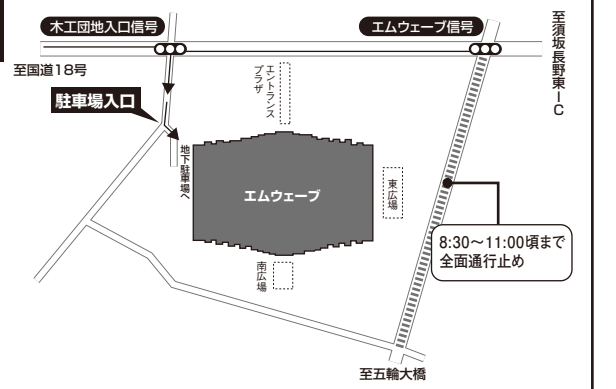 木工団地入口信号
エムウェーブ信号
至須坂長野東IC
至国道18号
駐車場入口
エントランス
プラザ
地下駐車場へ
エムウェーブ
東広場
8:30〜11:00頃まで
全面通行止め
南広場
至五輪大橋